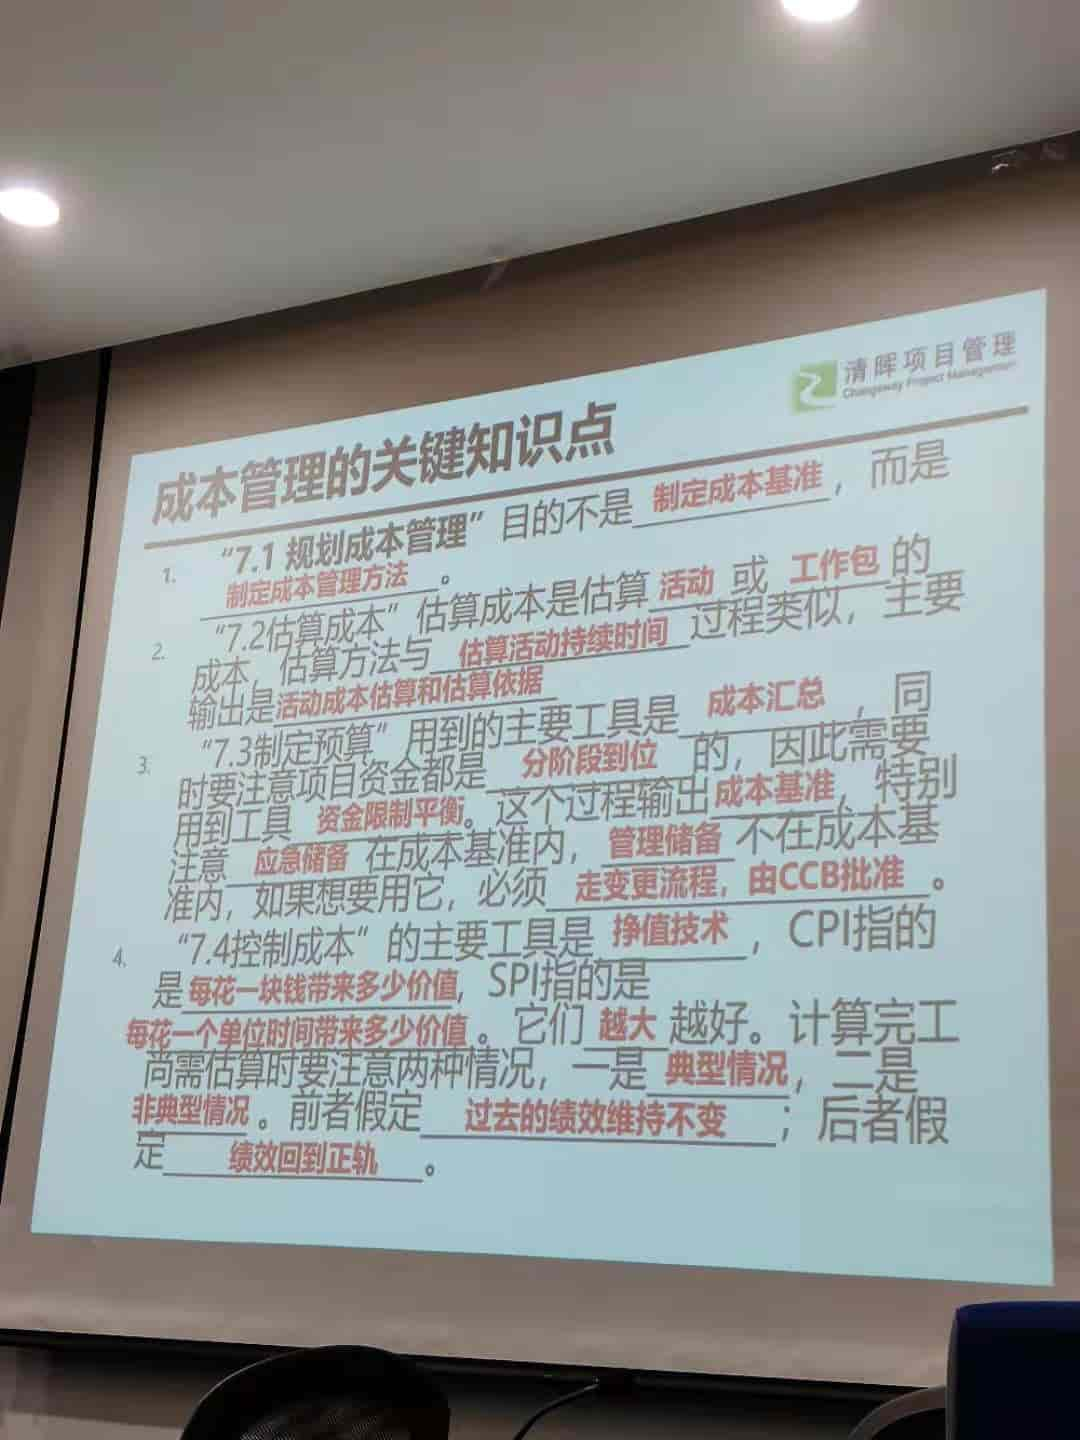 清晖项目管理
Changeway Project Management
成本管理的关键知识点
1. “7.1 规划成本管理”目的不是 制定成本基准 ，而是
制定成本管理方法 。
2. “7.2估算成本”估算成本是估算 活动 或 工作包 的
成本，估算方法与 估算活动持续时间 过程类似，主要
输出是活动成本估算和估算依据
3. “7.3制定预算”用到的主要工具是 成本汇总 ，同
时要注意项目资金都是 分阶段到位 的，因此需要
用到工具 资金限制平衡。这个过程输出成本基准，特别
注意 应急储备 在成本基准内， 管理储备 不在成本基
准内，如果想要用它，必须 走变更流程，由CCB批准 。
4. “7.4控制成本”的主要工具是 挣值技术 ，CPI指的
是每花一块钱带来多少价值，SPI指的是
每花一个单位时间带来多少价值 。它们 越大 越好。计算完工
尚需估算时要注意两种情况，一是 典型情况，二是
非典型情况 。前者假定 过去的绩效维持不变 ；后者假
定 绩效回到正轨 。